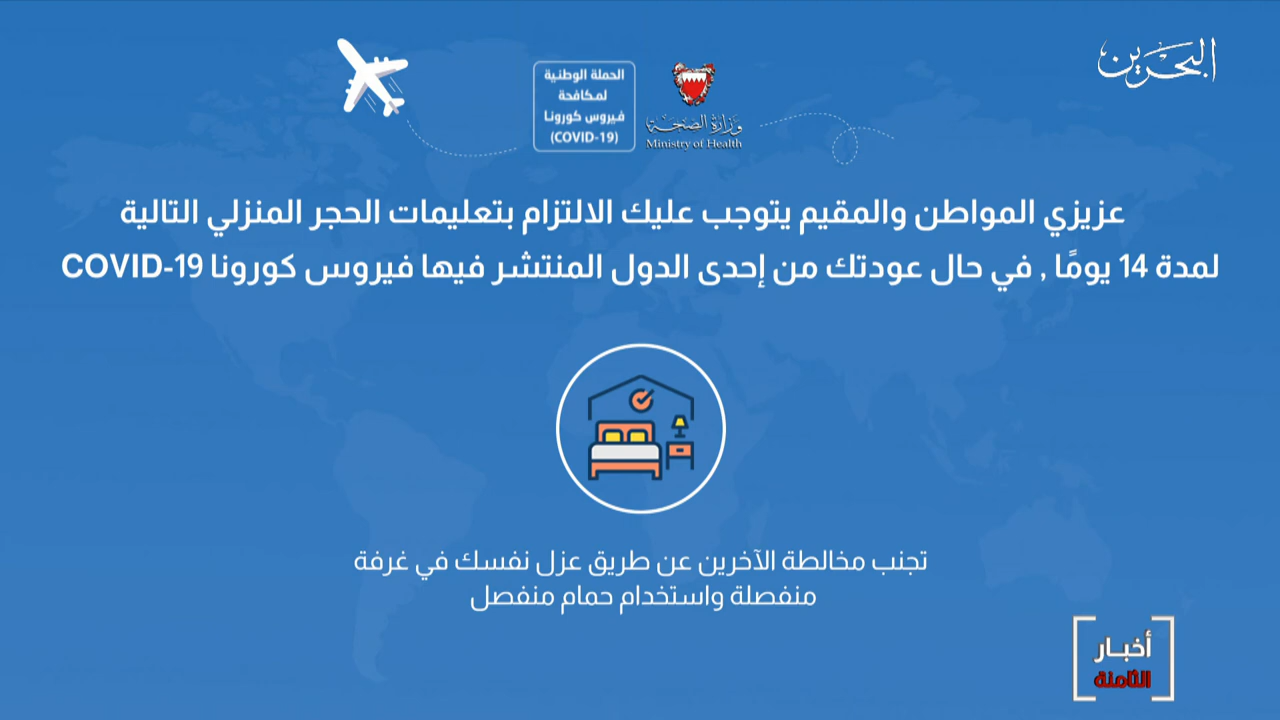 البحرين
الحملة الوطنية
لمكافحة
فيروس كورونا
(COVID-19)
وزارة الصحة
Ministry of Health
عزيزي المواطن والمقيم يتوجب عليك الالتزام بتعليمات الحجر المنزلي التالية
لمدة 14 يومًا , في حال عودتك من إحدى الدول المنتشر فيها فيروس كورونا COVID-19
تجنب مخالطة الآخرين عن طريق عزل نفسك في غرفة
منفصلة واستخدام حمام منفصل
أخبار
الثامنة